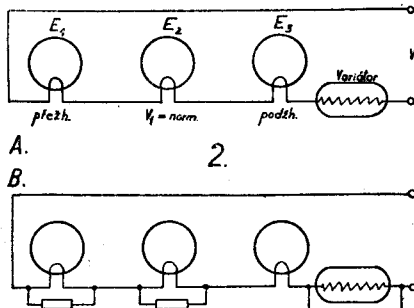 E₁ E₂ E₃
V
Variátor
přežh. V₁ = norm. podžh.
A. 2.
B.